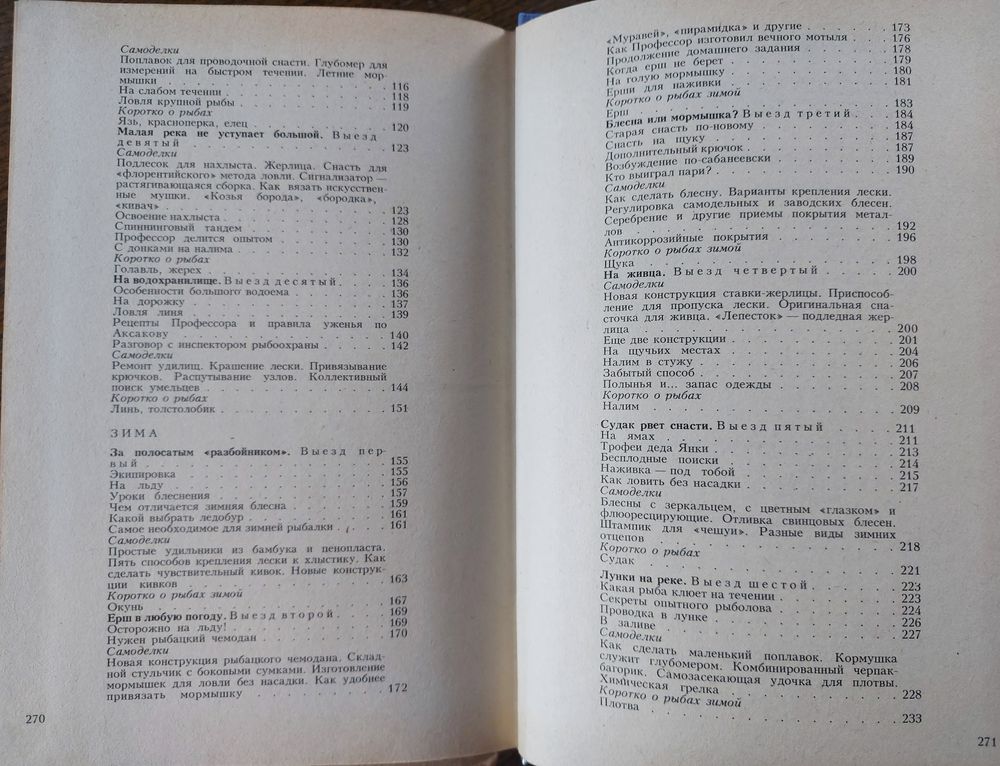 Самоделки
Поплавок для проводочной снасти. Глубомер для
измерений на быстром течении. Летние мор-
мышки . . . 116
На слабом течении . . . 118
Ловля крупной рыбы . . . 119
Коротко о рыбах
Язь, красноперка, елец . . . 120
Малая река не уступает большой. Выезд
девятый . . . 123
Самоделки
Подлесок для нахлыста. Жерлица. Снасть для
«флорентийского» метода ловли. Сигнализатор —
растягивающаяся сборка. Как вязать искусствен-
ные мушки. «Козья борода», «бородка»,
«кивач» . . . 123
Освоение нахлыста . . . 128
Спиннинговый тандем . . . 130
Профессор делится опытом . . . 130
С донками на налима . . . 132
Коротко о рыбах
Голавль, жерех . . . 134
На водохранилище. Выезд десятый . . . 136
Особенности большого водоема . . . 136
На дорожку . . . 137
Ловля линя . . . 139
Рецепты Профессора и правила уженья по
Аксакову . . . 140
Разговор с инспектором рыбоохраны . . . 142
Самоделки
Ремонт удилищ. Крашение лески. Привязывание
крючков. Распутывание узлов. Коллективный
поиск умельцев . . . 144
Коротко о рыбах
Линь, толстолобик . . . 151
ЗИМА
За полосатым «разбойником». Выезд пер-
вый . . . 155
Экипировка . . . 155
На льду . . . 156
Уроки блеснения . . . 157
Чем отличается зимняя блесна . . . 159
Какой выбрать ледобур . . . 161
Самое необходимое для зимней рыбалки . . . 161
Самоделки
Простые удильники из бамбука и пенопласта.
Пять способов крепления лески к хлыстику. Как
сделать чувствительный кивок. Новые конструк-
ции кивков . . . 163
Коротко о рыбах зимой
Окунь . . . 167
Ерш в любую погоду. Выезд второй . . . 169
Осторожно на льду! . . . 169
Нужен рыбацкий чемодан . . . 170
Самоделки
Новая конструкция рыбацкого чемодана. Склад-
ной стульчик с боковыми сумками. Изготовление
мормышек для ловли без насадки. Как удобнее
привязать мормышку . . . 172
270
«Муравей», «пирамидка» и другие . . . 173
Как Профессор изготовил вечного мотыля . . . 176
Продолжение домашнего задания . . . 178
Когда ерш не берет . . . 179
На голую мормышку . . . 180
Ерши для наживки . . . 181
Коротко о рыбах зимой
Ерш . . . 183
Блесна или мормышка? Выезд третий . . . 184
Старая снасть по-новому . . . 184
Снасть на щуку . . . 187
Дополнительный крючок . . . 187
Возбуждение по-сабанеевски . . . 189
Кто выиграл пари? . . . 190
Самоделки
Как сделать блесну. Варианты крепления лески.
Регулировка самодельных и заводских блесен.
Серебрение и другие приемы покрытия метал-
лов . . . 192
Антикоррозийные покрытия . . . 196
Коротко о рыбах зимой
Щука . . . 198
На живца. Выезд четвертый . . . 200
Самоделки
Новая конструкция ставки-жерлицы. Приспособ-
ление для пропуска лески. Оригинальная сна-
сточка для живца. «Лепесток» — подледная жер-
лица . . . 200
Еще две конструкции . . . 201
На щучьих местах . . . 204
Налим в стужу . . . 206
Забытый способ . . . 207
Полынья и... запас одежды . . . 208
Коротко о рыбах
Налим . . . 209
Судак рвет снасти. Выезд пятый . . . 211
На ямах . . . 211
Трофеи деда Янки . . . 213
Бесплодные поиски . . . 214
Наживка — под тобой . . . 215
Как ловить без насадки . . . 217
Самоделки
Блесны с зеркальцем, с цветным «глазком» и
флюоресцирующие. Отливка свинцовых блесен.
Штампик для «чешуи». Разные виды зимних
отцепов . . . 218
Коротко о рыбах
Судак . . . 221
Лунки на реке. Выезд шестой . . . 223
Какая рыба клюет на течении . . . 223
Секреты опытного рыболова . . . 224
Проводка в лунке . . . 226
В заливе . . . 227
Самоделки
Как сделать маленький поплавок. Кормушка
служит глубомером. Комбинированный черпак-
багорик. Самозасекающая удочка для плотвы.
Химическая грелка . . . 228
Коротко о рыбах зимой
Плотва . . . 233
271